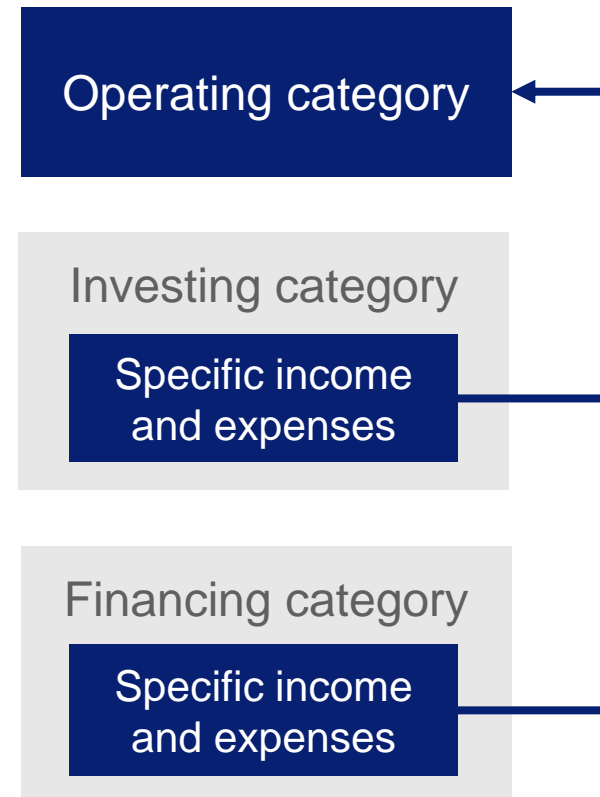 Operating category
Investing category
Specific income
and expenses
Financing category
Specific income
and expenses